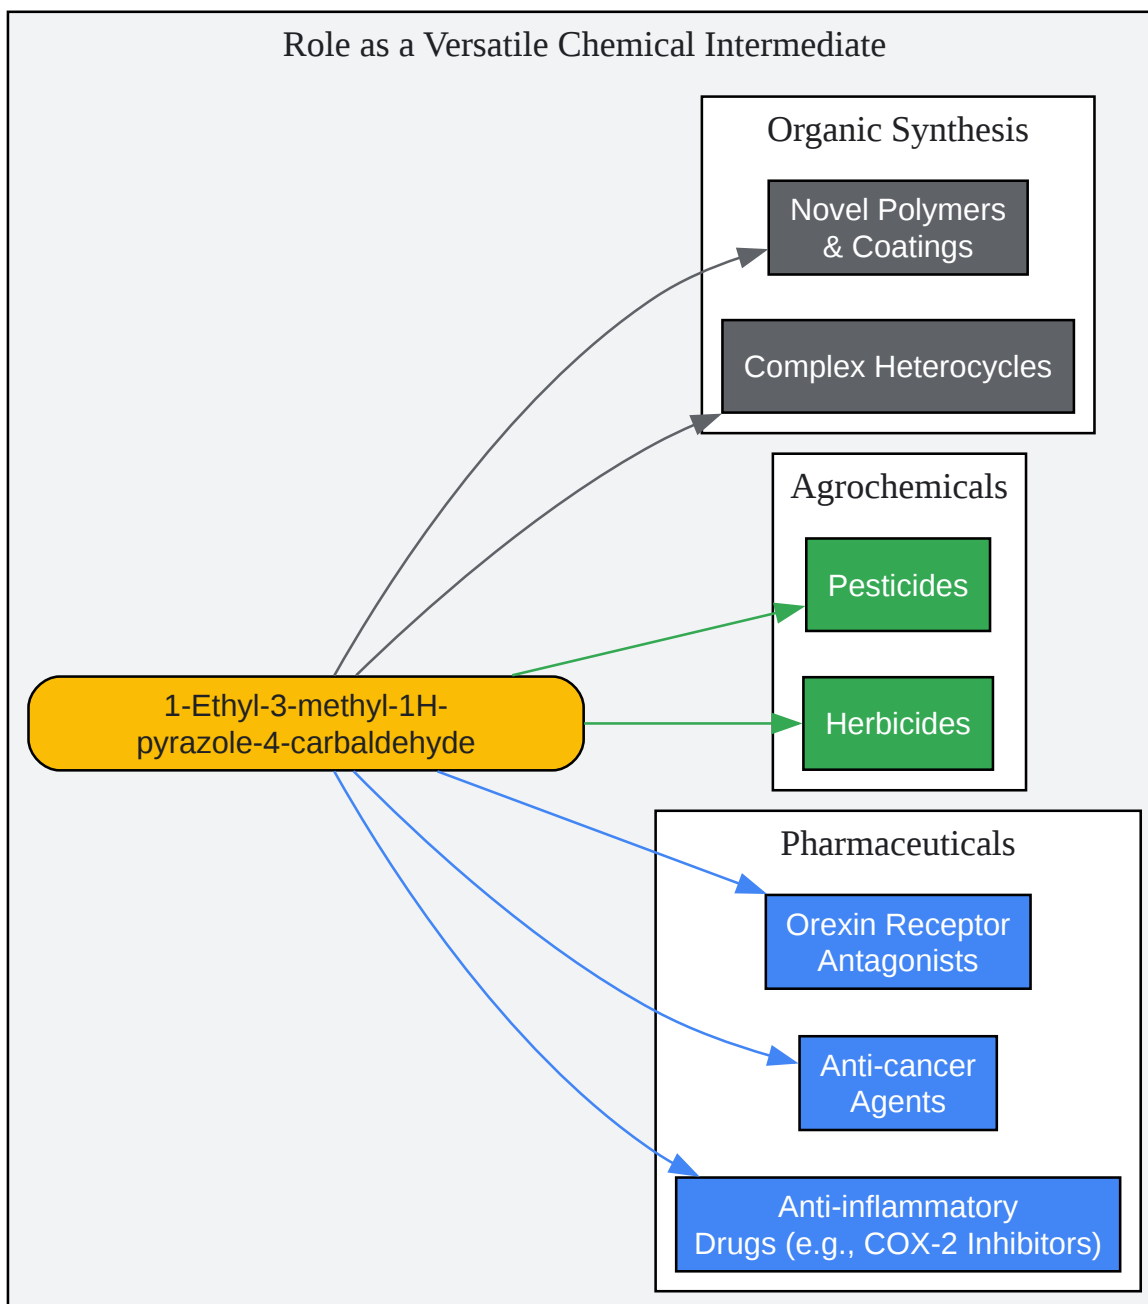 Role as a Versatile Chemical Intermediate
Organic Synthesis
Novel Polymers
& Coatings
Complex Heterocycles
Agrochemicals
Pesticides
Herbicides
1-Ethyl-3-methyl-1H-
pyrazole-4-carbaldehyde
Pharmaceuticals
Orexin Receptor
Antagonists
Anti-cancer
Agents
Anti-inflammatory
Drugs (e.g., COX-2 Inhibitors)